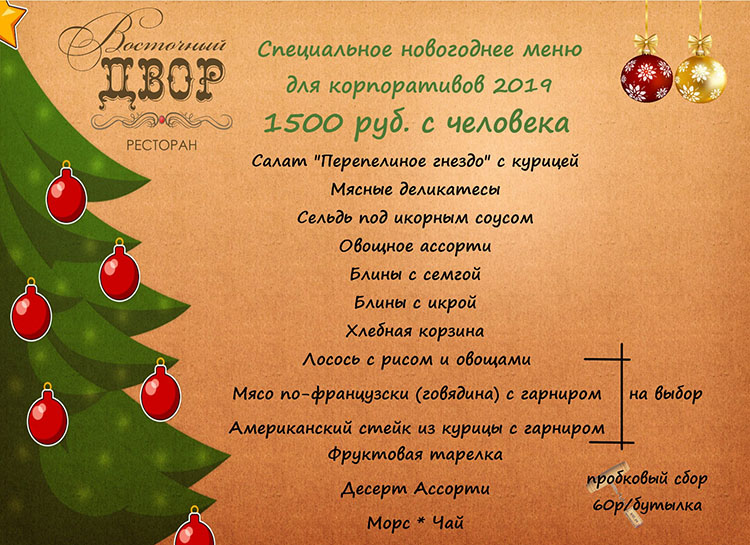 Восточный
ДВОР
РЕСТОРАН
Специальное новогоднее меню
для корпоративов 2019
1500 руб. с человека
Салат "Перепелиное гнездо" с курицей
Мясные деликатесы
Сельдь под икорным соусом
Овощное ассорти
Блины с семгой
Блины с икрой
Хлебная корзина
Лосось с рисом и овощами
Мясо по-французски (говядина) с гарниром
на выбор
Американский стейк из курицы с гарниром
Фруктовая тарелка
Десерт Ассорти
Морс * Чай
пробковый сбор
60р/бутылка